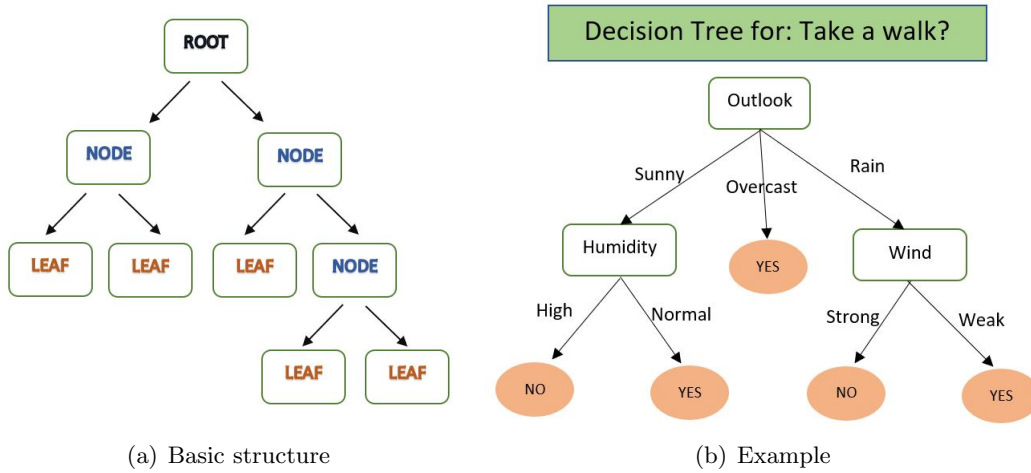 ROOT
NODE
NODE
LEAF
LEAF
LEAF
NODE
LEAF
LEAF
(a) Basic structure
Decision Tree for: Take a walk?
Outlook
Sunny
Overcast
Rain
Humidity
YES
Wind
High
Normal
Strong
Weak
NO
YES
NO
YES
(b) Example